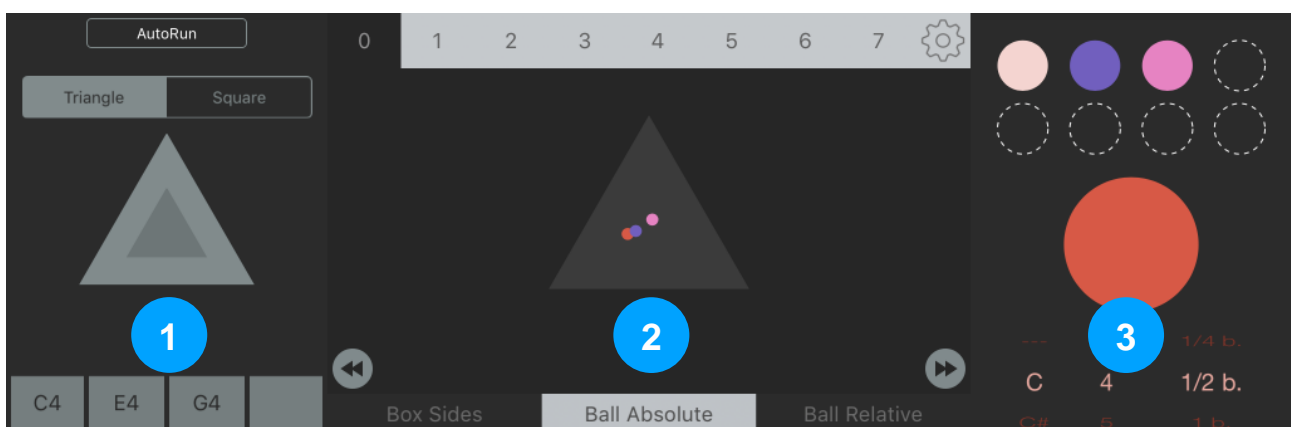 AutoRun
Triangle Square
C4 E4 G4
1
0 1 2 3 4 5 6 7
2
Box Sides Ball Absolute Ball Relative
3
--- 1/4 b.
C 4 1/2 b.
C# 5 1 b.